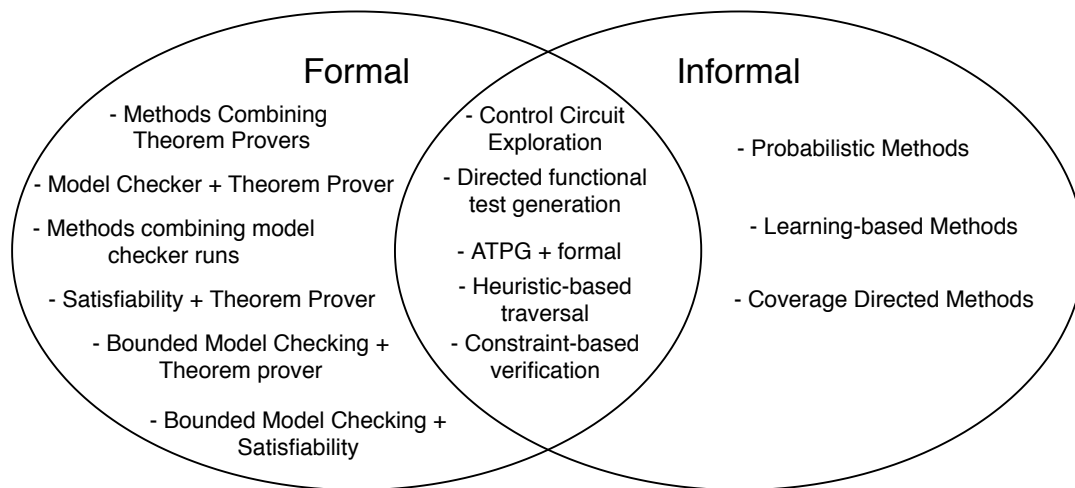 Formal
- Methods Combining
Theorem Provers
- Model Checker + Theorem Prover
- Methods combining model
checker runs
- Satisfiability + Theorem Prover
- Bounded Model Checking +
Theorem prover
- Bounded Model Checking +
Satisfiability
- Control Circuit
Exploration
- Directed functional
test generation
- ATPG + formal
- Heuristic-based
traversal
- Constraint-based
verification
Informal
- Probabilistic Methods
- Learning-based Methods
- Coverage Directed Methods